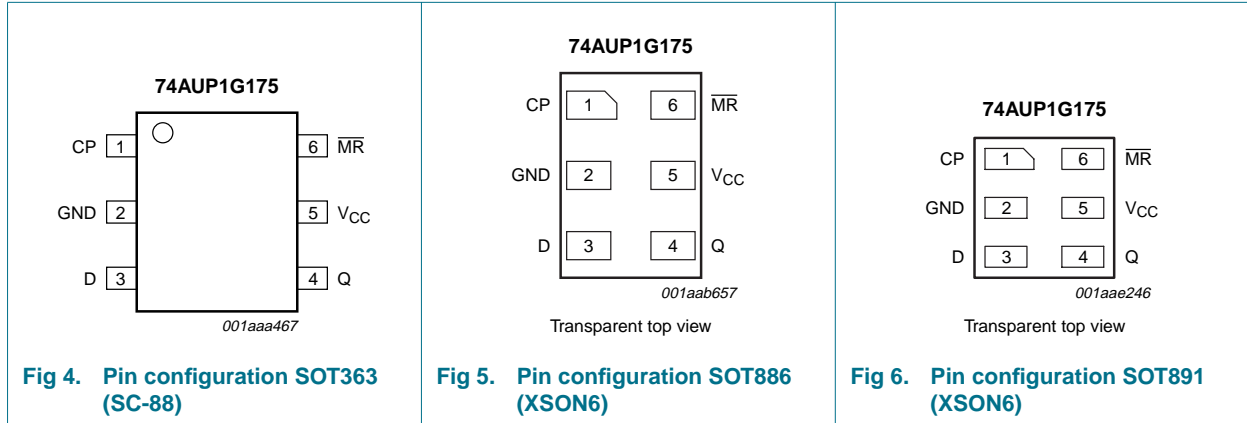 74AUP1G175
CP 1 6 MR
GND 2 5 VCC
D 3 4 Q
001aaa467
Fig 4. Pin configuration SOT363
(SC-88)
74AUP1G175
CP 1 6 MR
GND 2 5 VCC
D 3 4 Q
001aab657
Transparent top view
Fig 5. Pin configuration SOT886
(XSON6)
74AUP1G175
CP 1 6 MR
GND 2 5 VCC
D 3 4 Q
001aae246
Transparent top view
Fig 6. Pin configuration SOT891
(XSON6)